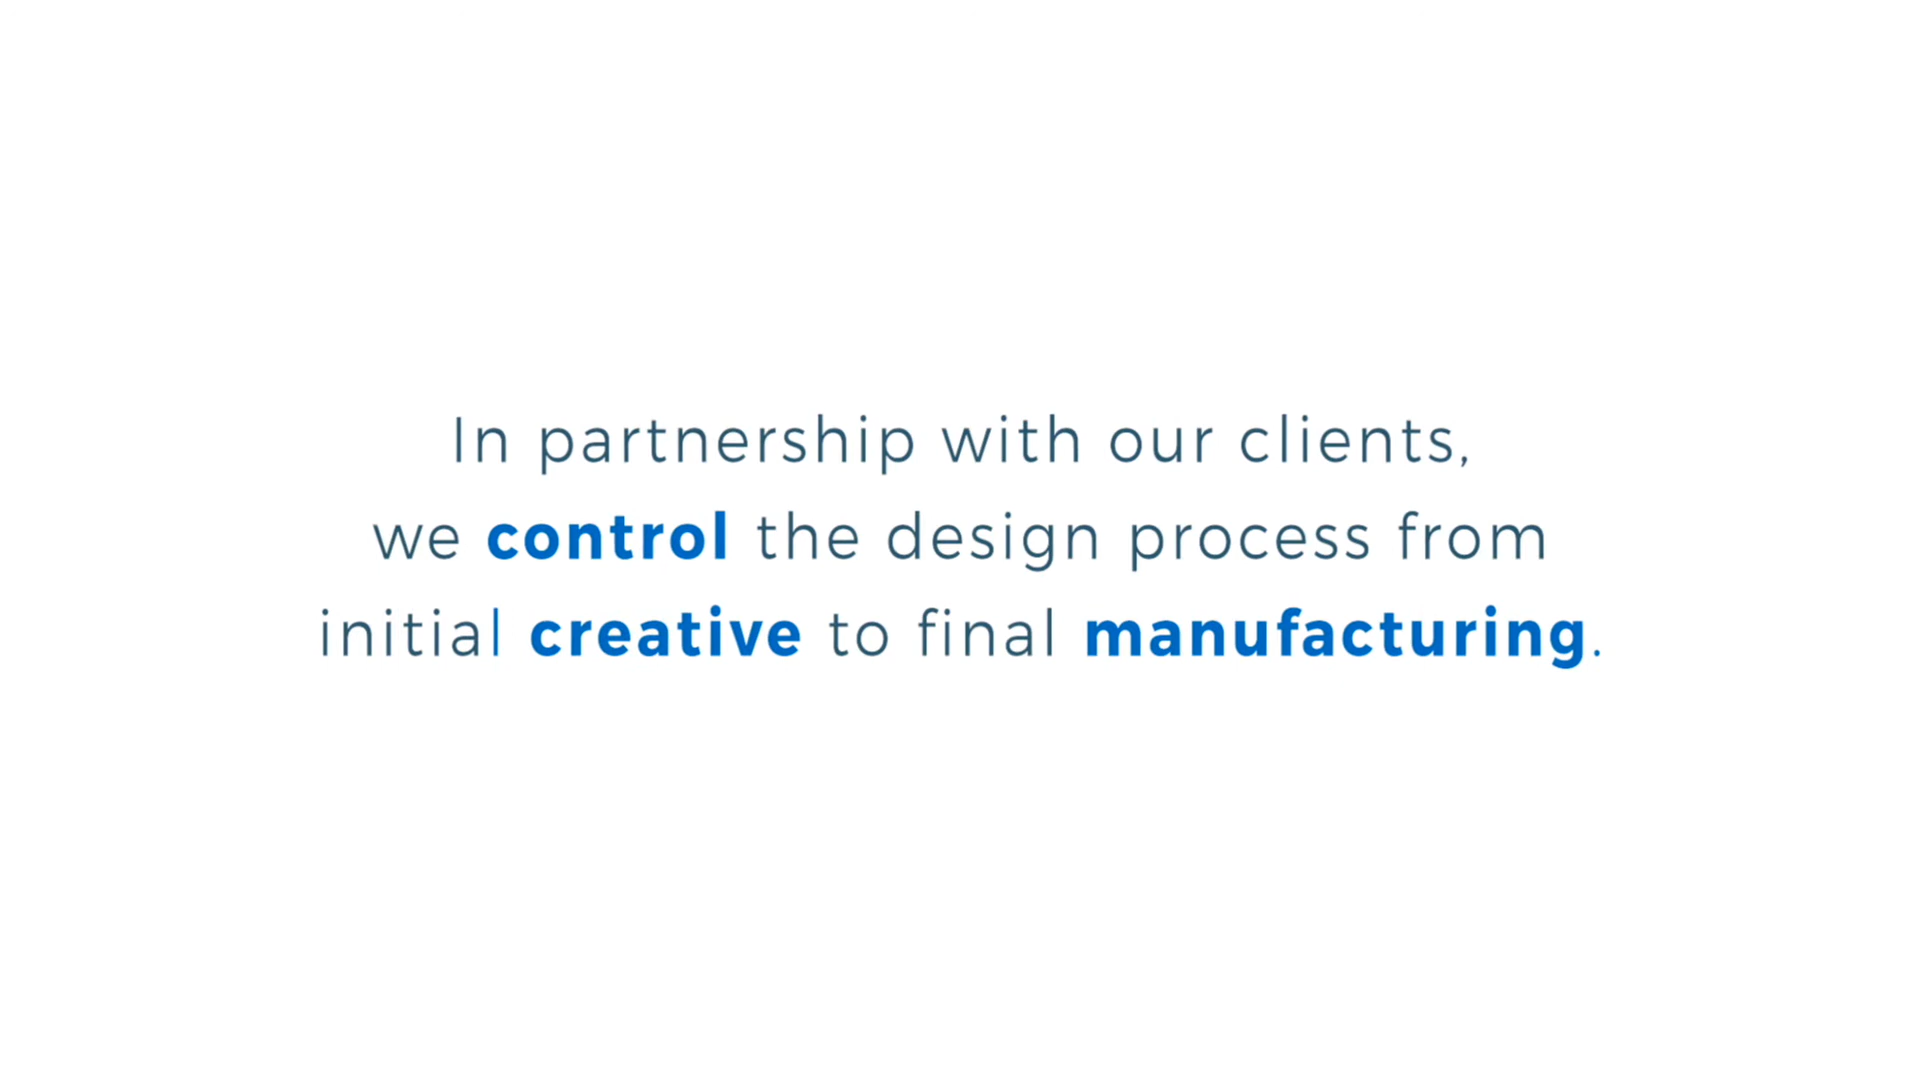 In partnership with our clients,
we control the design process from
initial creative to final manufacturing.